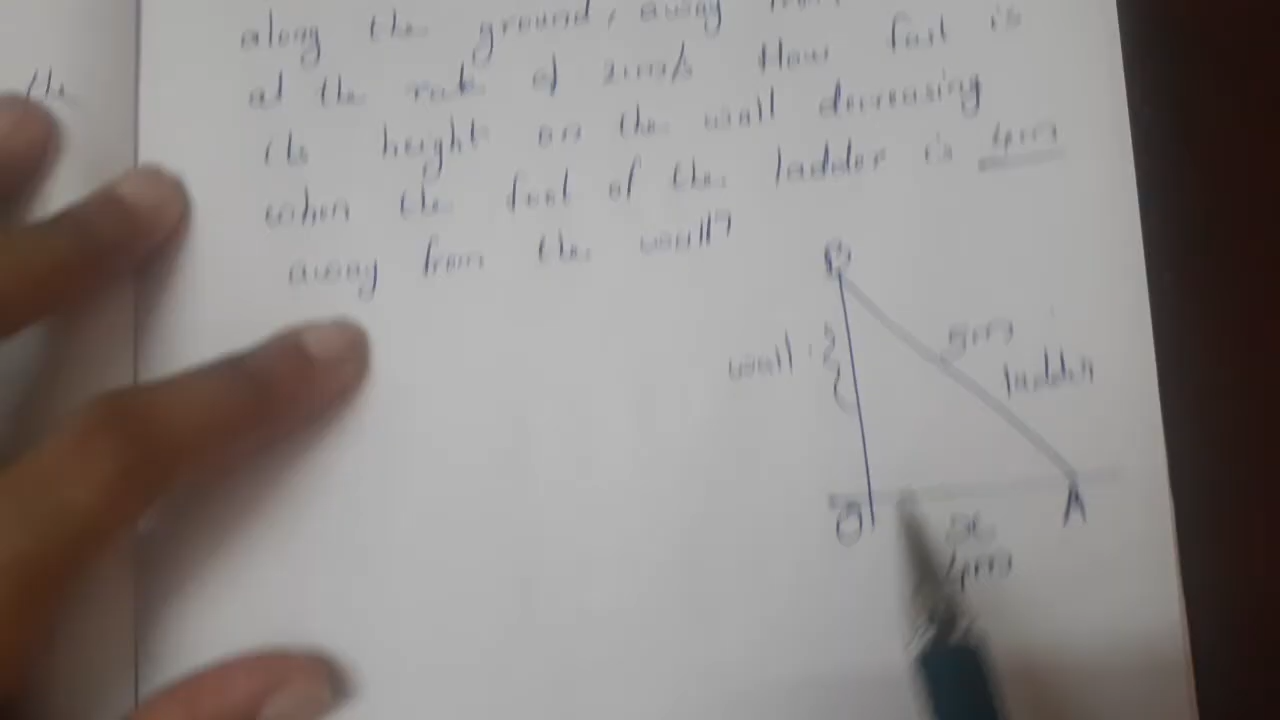 along the ground, away
at the rate of 2cm/s How fast is
its height on the wall decreasing
when the foot of the ladder is 4m
away from the wall?
B
wall
5m
ladder
O
x
A
4m